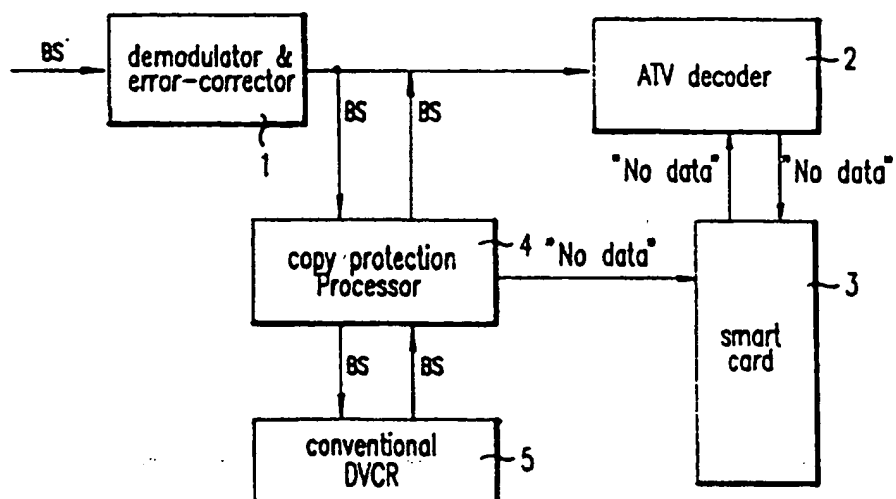 BS
demodulator &
error-corrector
1
ATV decoder
2
BS
BS
"No data"
"No data"
copy protection
Processor
4
"No data"
smart
card
3
BS
BS
conventional
DVCR
5